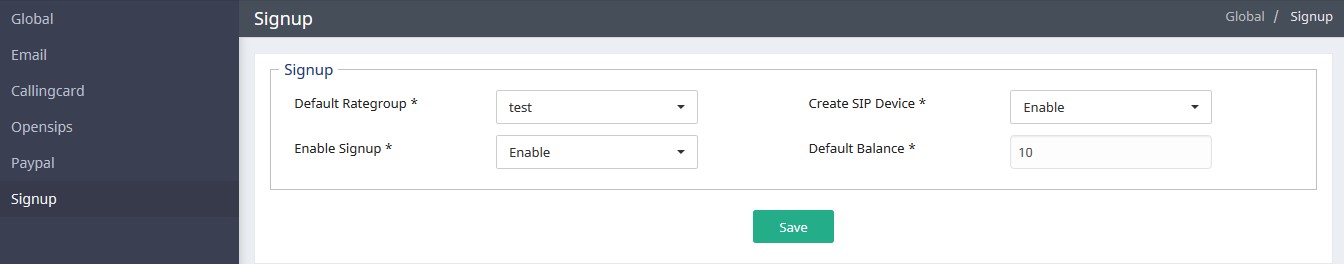 Global
Email
Callingcard
Opensips
Paypal
Signup
Signup
Global / Signup
Signup
Default Rategroup * test Create SIP Device * Enable
Enable Signup * Enable Default Balance * 10
Save